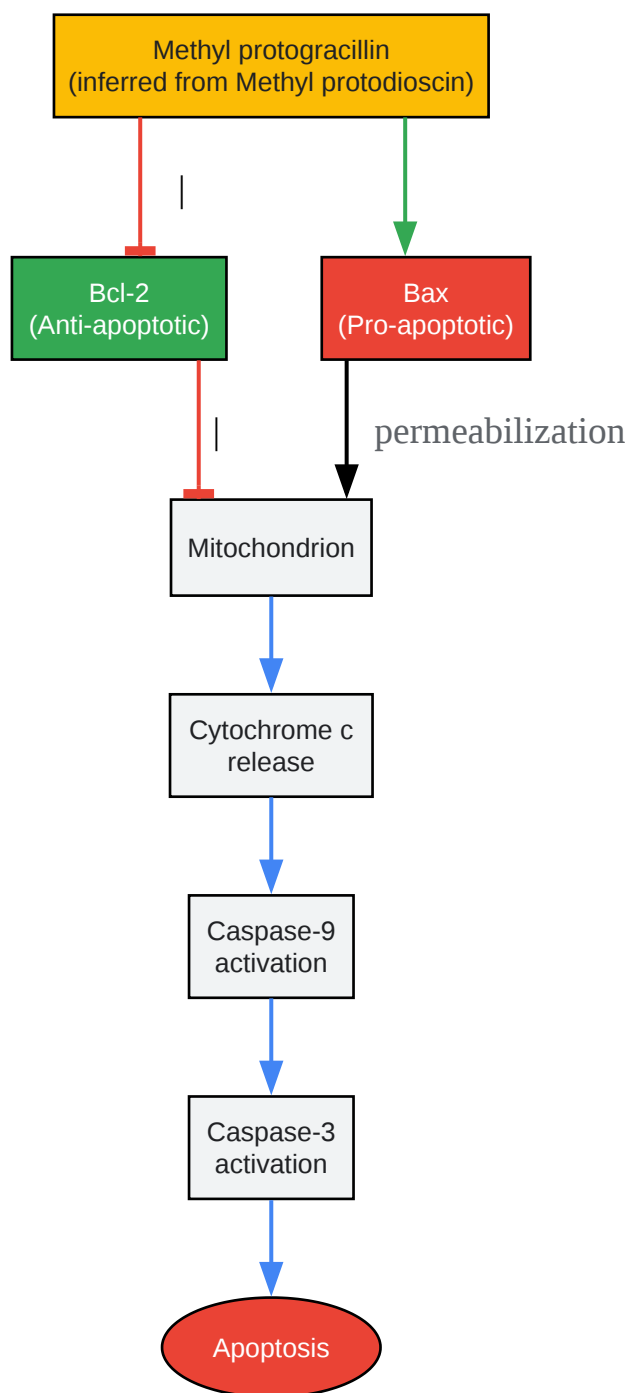 Methyl protogracillin
(inferred from Methyl protodioscin)
|
Bcl-2
(Anti-apoptotic)
Bax
(Pro-apoptotic)
|
permeabilization
Mitochondrion
Cytochrome c
release
Caspase-9
activation
Caspase-3
activation
Apoptosis